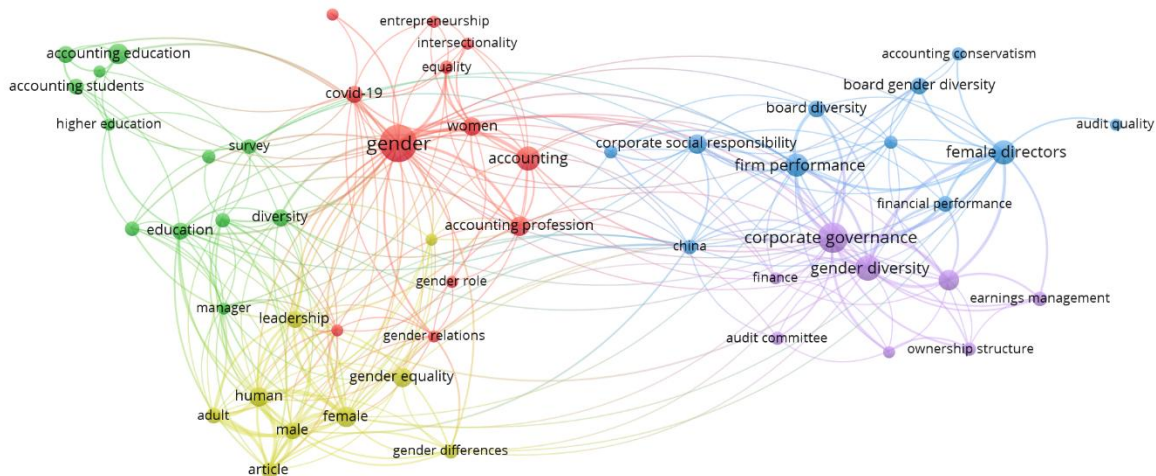 entrepreneurship
intersectionality
equality
covid-19
women
gender
accounting
accounting profession
gender role
gender relations
accounting education
accounting students
higher education
survey
education
diversity
manager
leadership
gender equality
human
adult
male
female
article
gender differences
accounting conservatism
board gender diversity
board diversity
audit quality
corporate social responsibility
firm performance
female directors
financial performance
china
corporate governance
gender diversity
finance
earnings management
audit committee
ownership structure